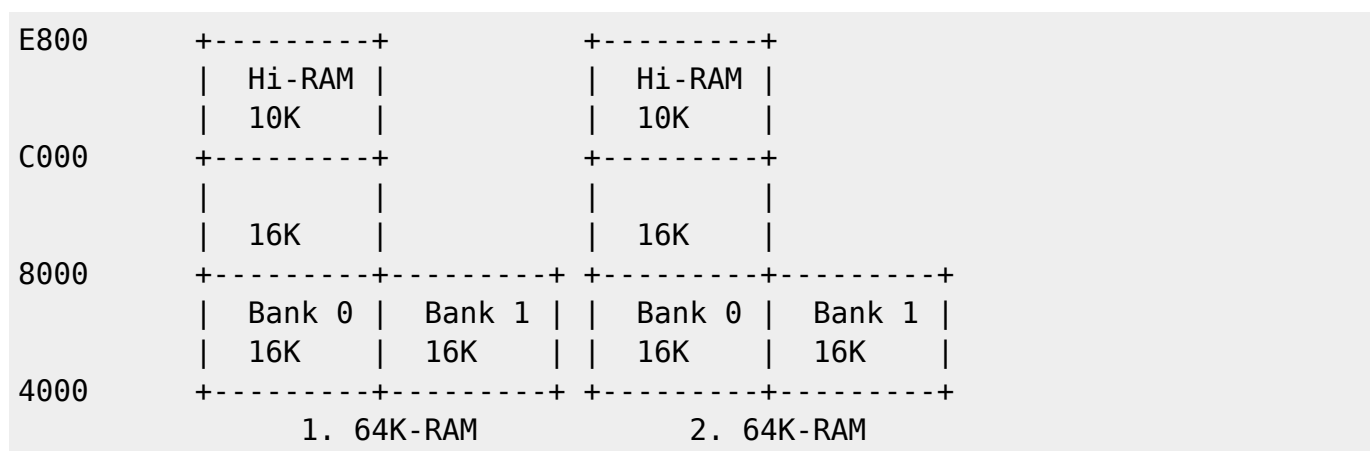 E800       +---------+           +---------+
           |  Hi-RAM |           |  Hi-RAM |
           |  10K    |           |  10K    |
C000       +---------+           +---------+
           |         |           |         |
           |  16K    |           |  16K    |
8000       +---------+---------+ +---------+---------+
           |  Bank 0 |  Bank 1 | |  Bank 0 |  Bank 1 |
           |  16K    |  16K    | |  16K    |  16K    |
4000       +---------+---------+ +---------+---------+
                1. 64K-RAM            2. 64K-RAM